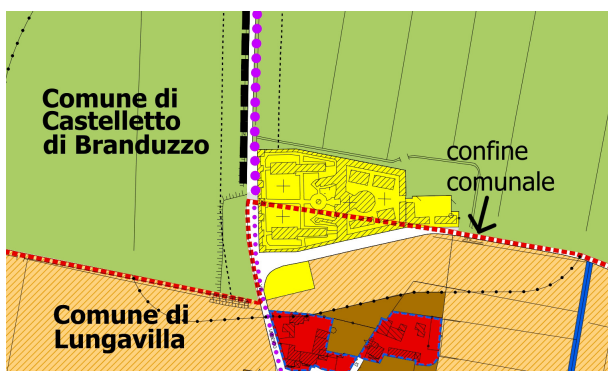 Comune di
Castelletto
di Branduzzo
confine
comunale
Comune di
Lungavilla